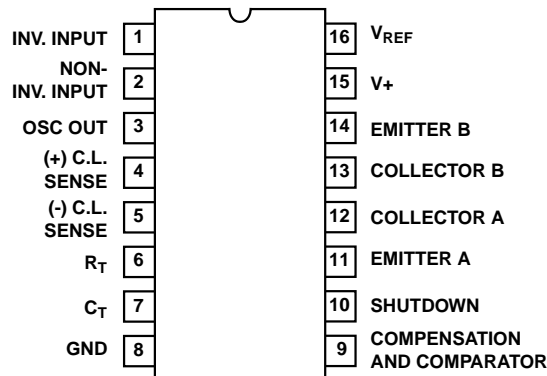 INV. INPUT 1
NON-
INV. INPUT 2
OSC OUT 3
(+) C.L.
SENSE 4
(-) C.L.
SENSE 5
RT 6
CT 7
GND 8
16 VREF
15 V+
14 EMITTER B
13 COLLECTOR B
12 COLLECTOR A
11 EMITTER A
10 SHUTDOWN
9 COMPENSATION
AND COMPARATOR